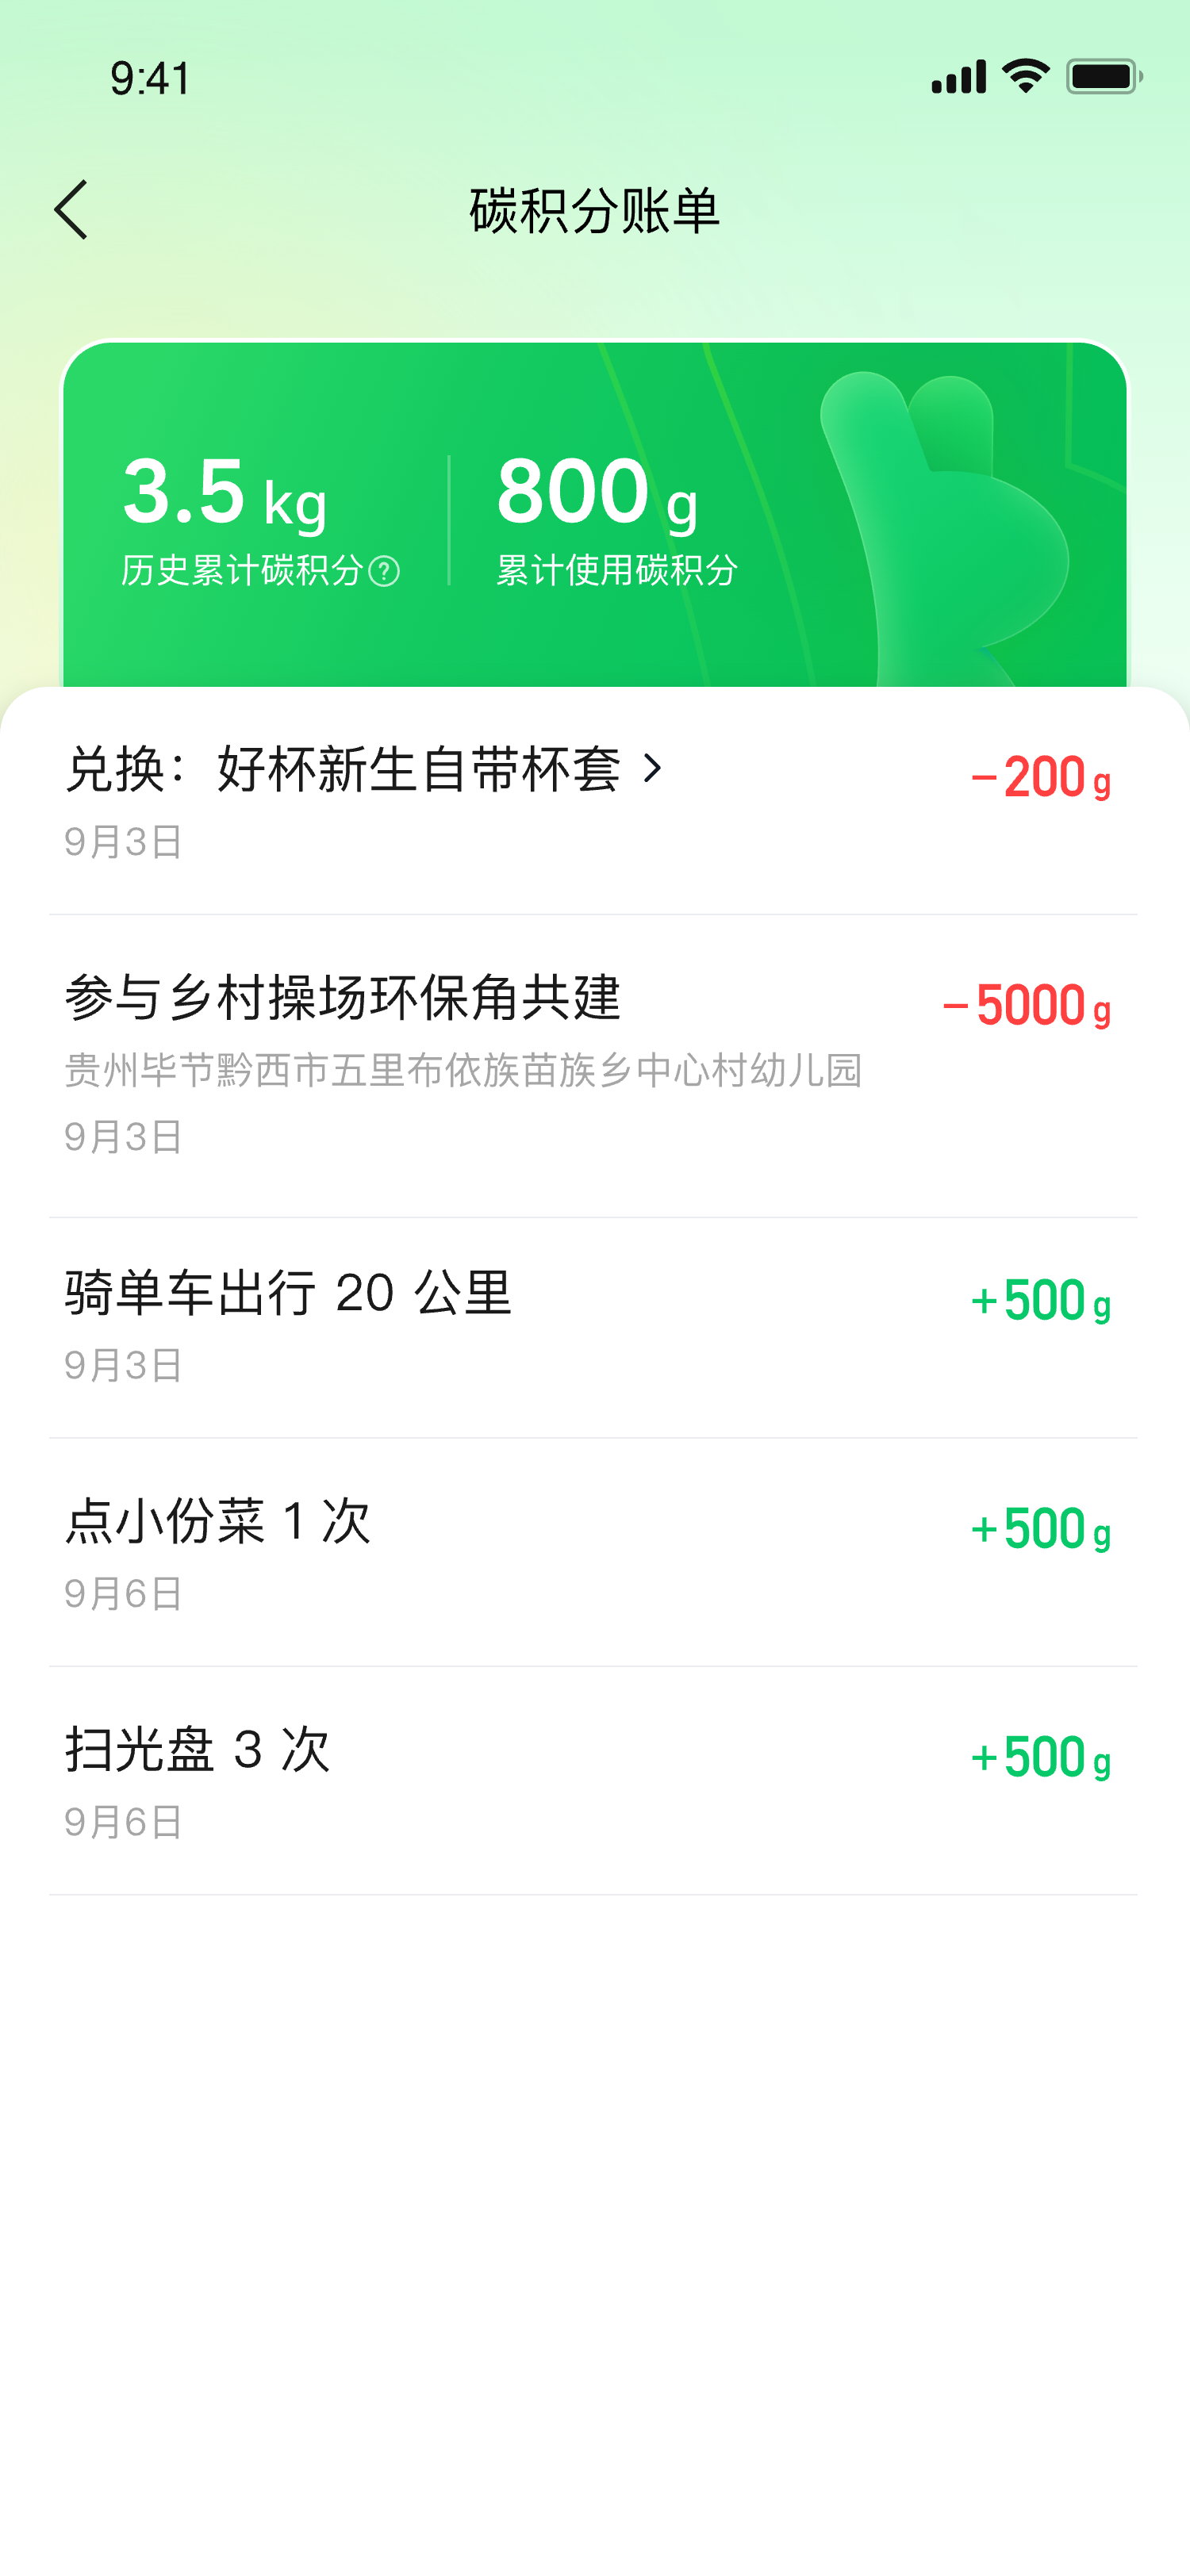 9:41
碳积分账单
3.5 kg
历史累计碳积分?
800 g
累计使用碳积分
兑换：好杯新生自带杯套
-200 g
9月3日
参与乡村操场环保角共建
-5000 g
贵州毕节黔西市五里布依族苗族乡中心村幼儿园
9月3日
骑单车出行 20 公里
+500 g
9月3日
点小份菜 1 次
+500 g
9月6日
扫光盘 3 次
+500 g
9月6日